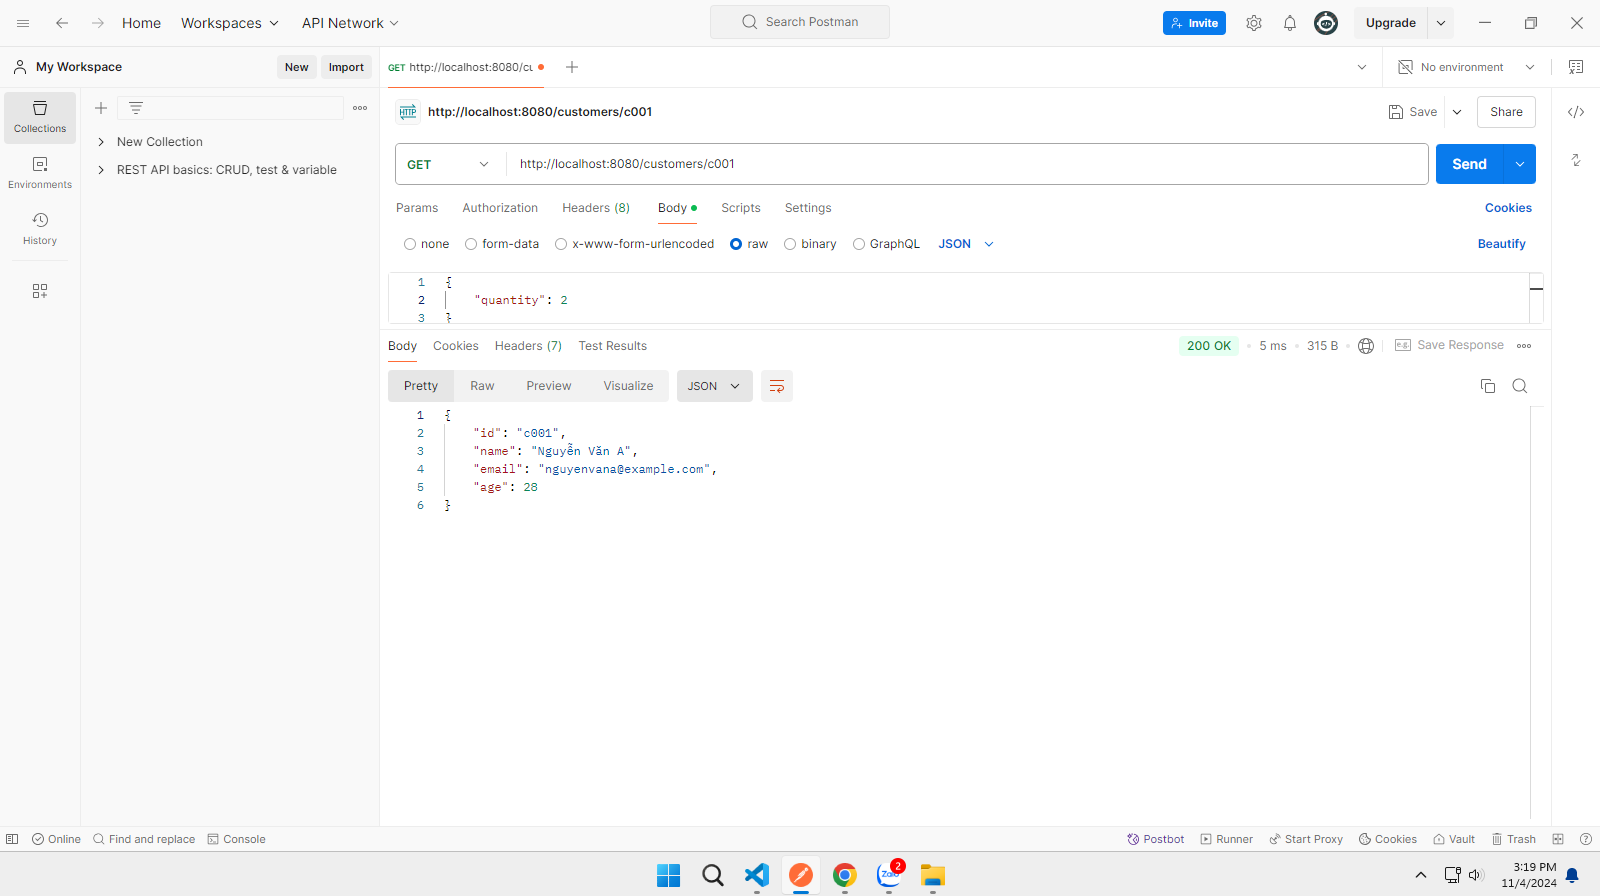 Home Workspaces API Network Search Postman Invite Upgrade
My Workspace New Import GET http://localhost:8080/cu No environment
Collections
Environments
History
New Collection
REST API basics: CRUD, test & variable
HTTP http://localhost:8080/customers/c001 Save Share
GET http://localhost:8080/customers/c001 Send
Params Authorization Headers (8) Body Scripts Settings Cookies
none form-data x-www-form-urlencoded raw binary GraphQL JSON Beautify
1 {
2 "quantity": 2
3 }
Body Cookies Headers (7) Test Results 200 OK 5 ms 315 B e.g. Save Response
Pretty Raw Preview Visualize JSON
1 {
2 "id": "c001",
3 "name": "Nguyễn Văn A",
4 "email": "nguyenvana@example.com",
5 "age": 28
6 }
Online Find and replace Console Postbot Runner Start Proxy Cookies Vault Trash
Zalo 2
3:19 PM
11/4/2024